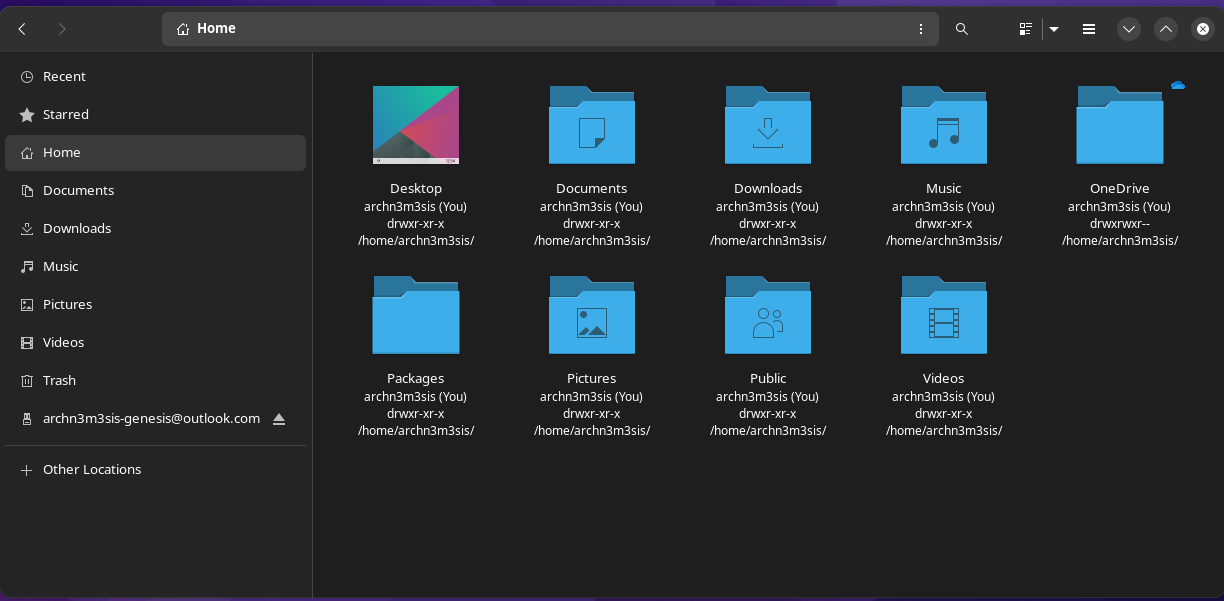 Home
Recent
Starred
Home
Documents
Downloads
Music
Pictures
Videos
Trash
archn3m3sis-genesis@outlook.com
Other Locations
Desktop
archn3m3sis (You)
drwxr-xr-x
/home/archn3m3sis/
Documents
archn3m3sis (You)
drwxr-xr-x
/home/archn3m3sis/
Downloads
archn3m3sis (You)
drwxr-xr-x
/home/archn3m3sis/
Music
archn3m3sis (You)
drwxr-xr-x
/home/archn3m3sis/
OneDrive
archn3m3sis (You)
drwxrwxr--
/home/archn3m3sis/
Packages
archn3m3sis (You)
drwxr-xr-x
/home/archn3m3sis/
Pictures
archn3m3sis (You)
drwxr-xr-x
/home/archn3m3sis/
Public
archn3m3sis (You)
drwxr-xr-x
/home/archn3m3sis/
Videos
archn3m3sis (You)
drwxr-xr-x
/home/archn3m3sis/